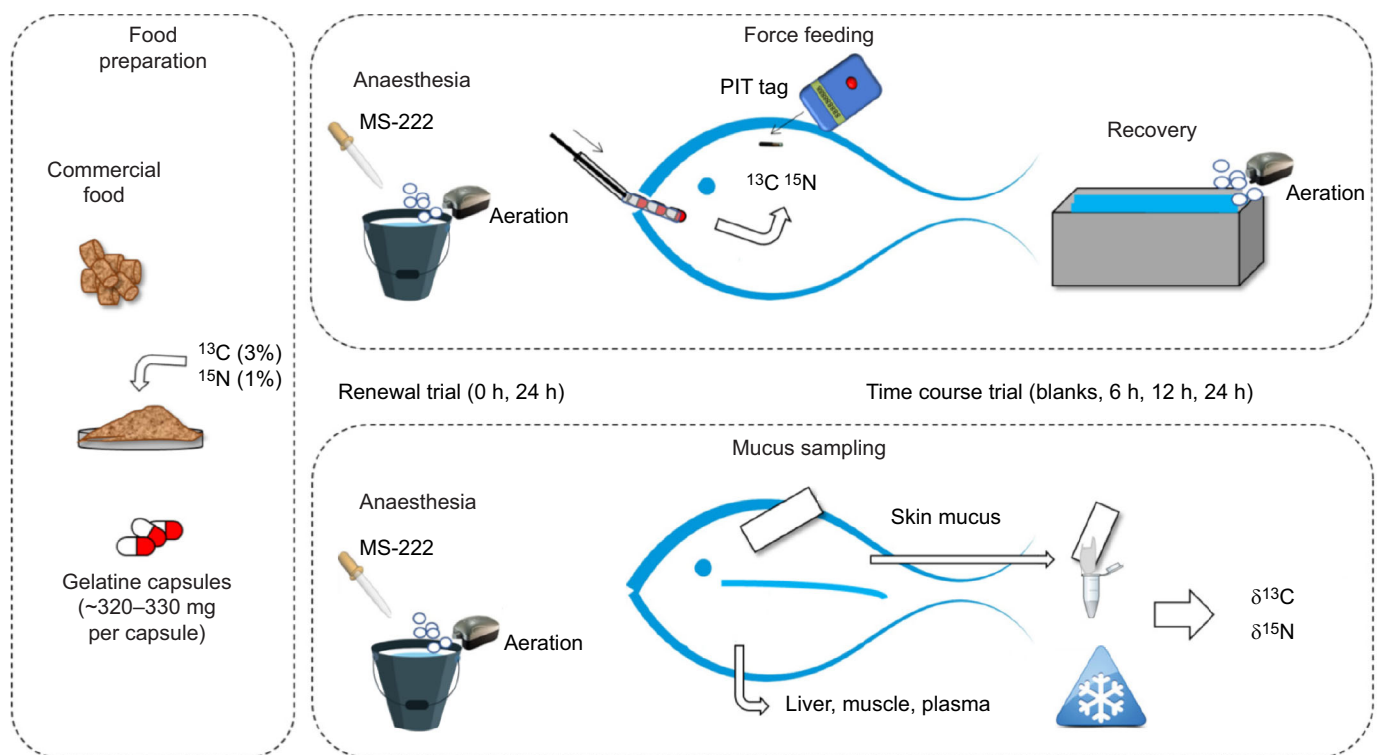 Food
preparation
Commercial
food
¹³C (3%)
¹⁵N (1%)
Gelatine capsules
(~320–330 mg
per capsule)
Force feeding
Anaesthesia
MS-222
Aeration
PIT tag
¹³C ¹⁵N
Recovery
Aeration
Renewal trial (0 h, 24 h)
Time course trial (blanks, 6 h, 12 h, 24 h)
Mucus sampling
Anaesthesia
MS-222
Aeration
Skin mucus
Liver, muscle, plasma
δ¹³C
δ¹⁵N